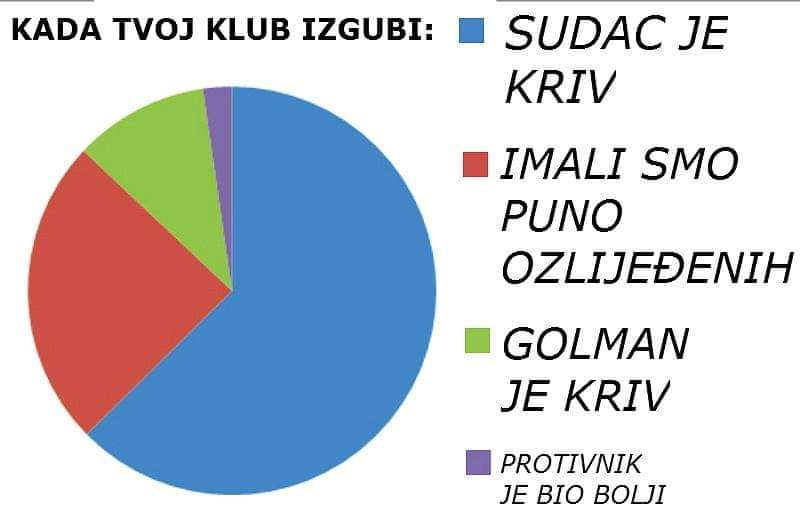 KADA TVOJ KLUB IZGUBI:
SUDAC JE
KRIV
IMALI SMO
PUNO
OZLIJEĐENIH
GOLMAN
JE KRIV
PROTIVNIK
JE BIO BOLJI